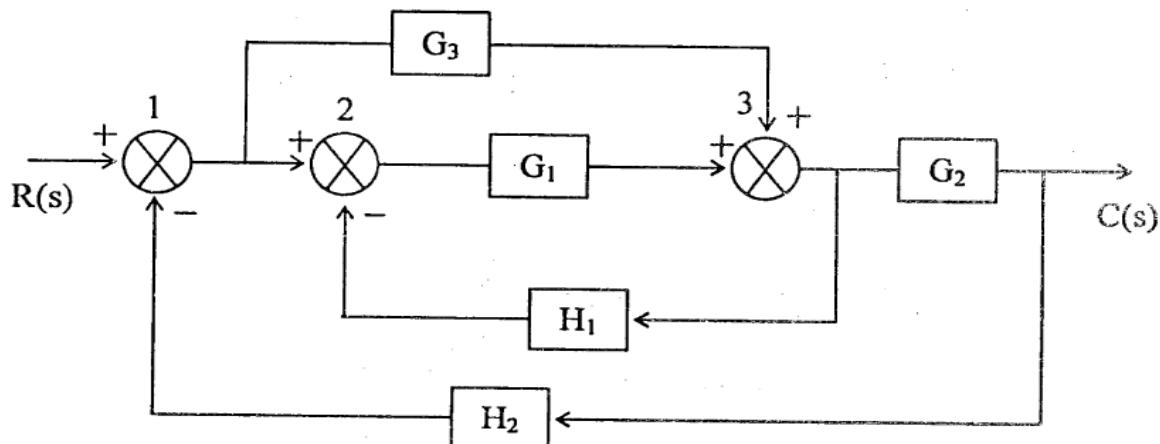 G₃
1
2
3
+
+
+
+
G₁
G₂
R(s)
−
−
C(s)
H₁
H₂